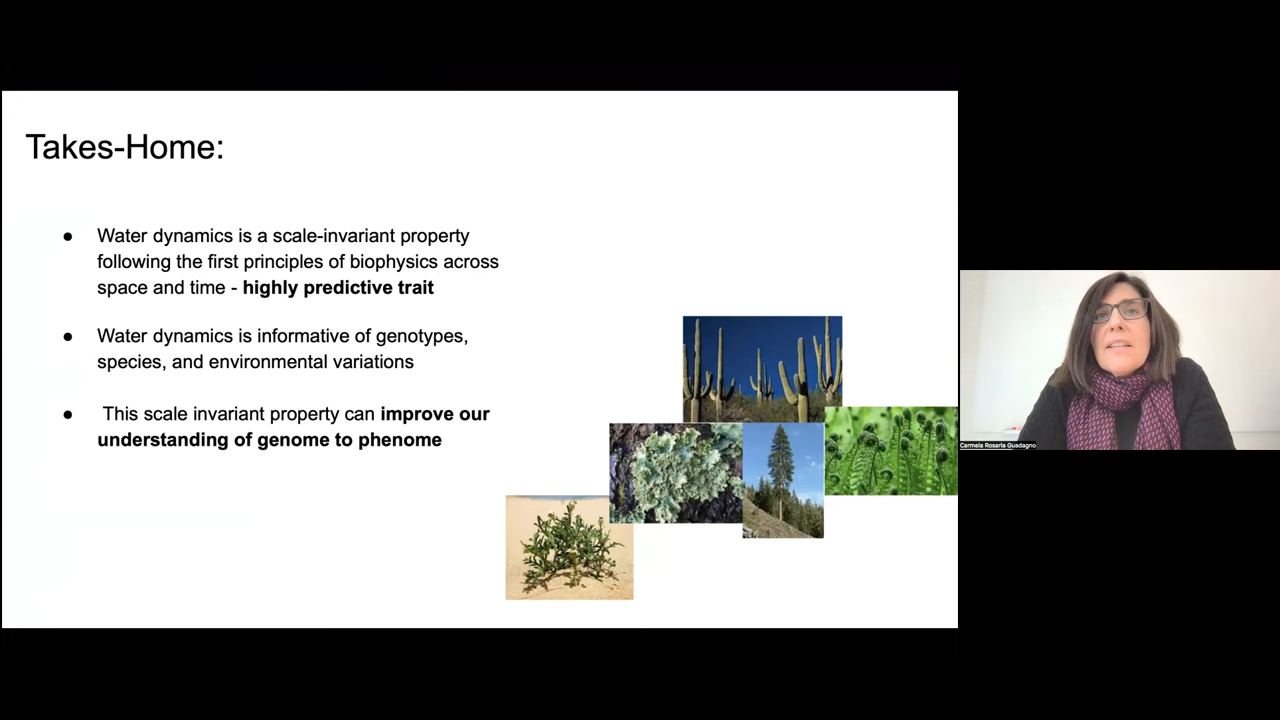 Takes-Home:
● Water dynamics is a scale-invariant property
following the first principles of biophysics across
space and time - highly predictive trait
● Water dynamics is informative of genotypes,
species, and environmental variations
● This scale invariant property can improve our
understanding of genome to phenome
Carmela Rosaria Guadagno